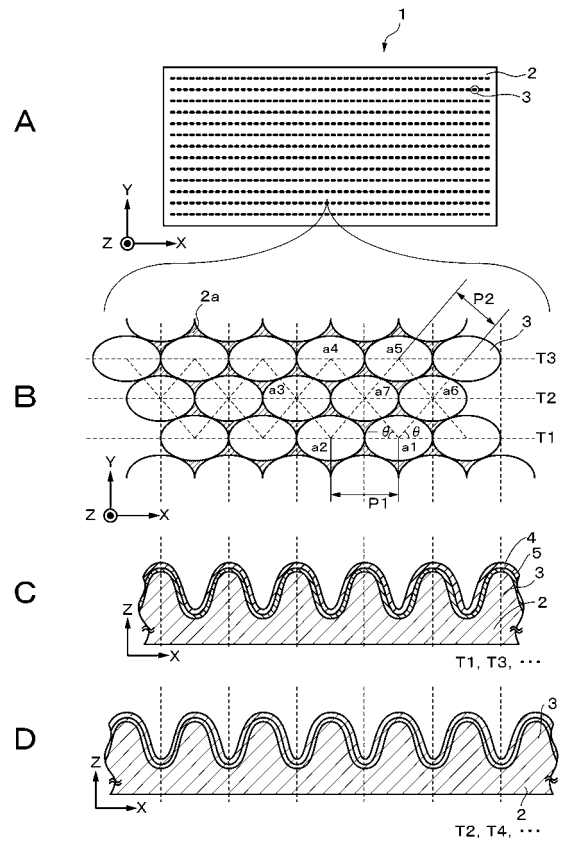 1
A
2
3
Y
Z X
2a
P2
3
a4 a5
T3
B
a3 a7 a6
T2
θ θ
a2 a1
T1
P1
Y
Z X
C
4
5
3
2
Z
X
T1, T3, ···
D
3
Z
X
2
T2, T4, ···